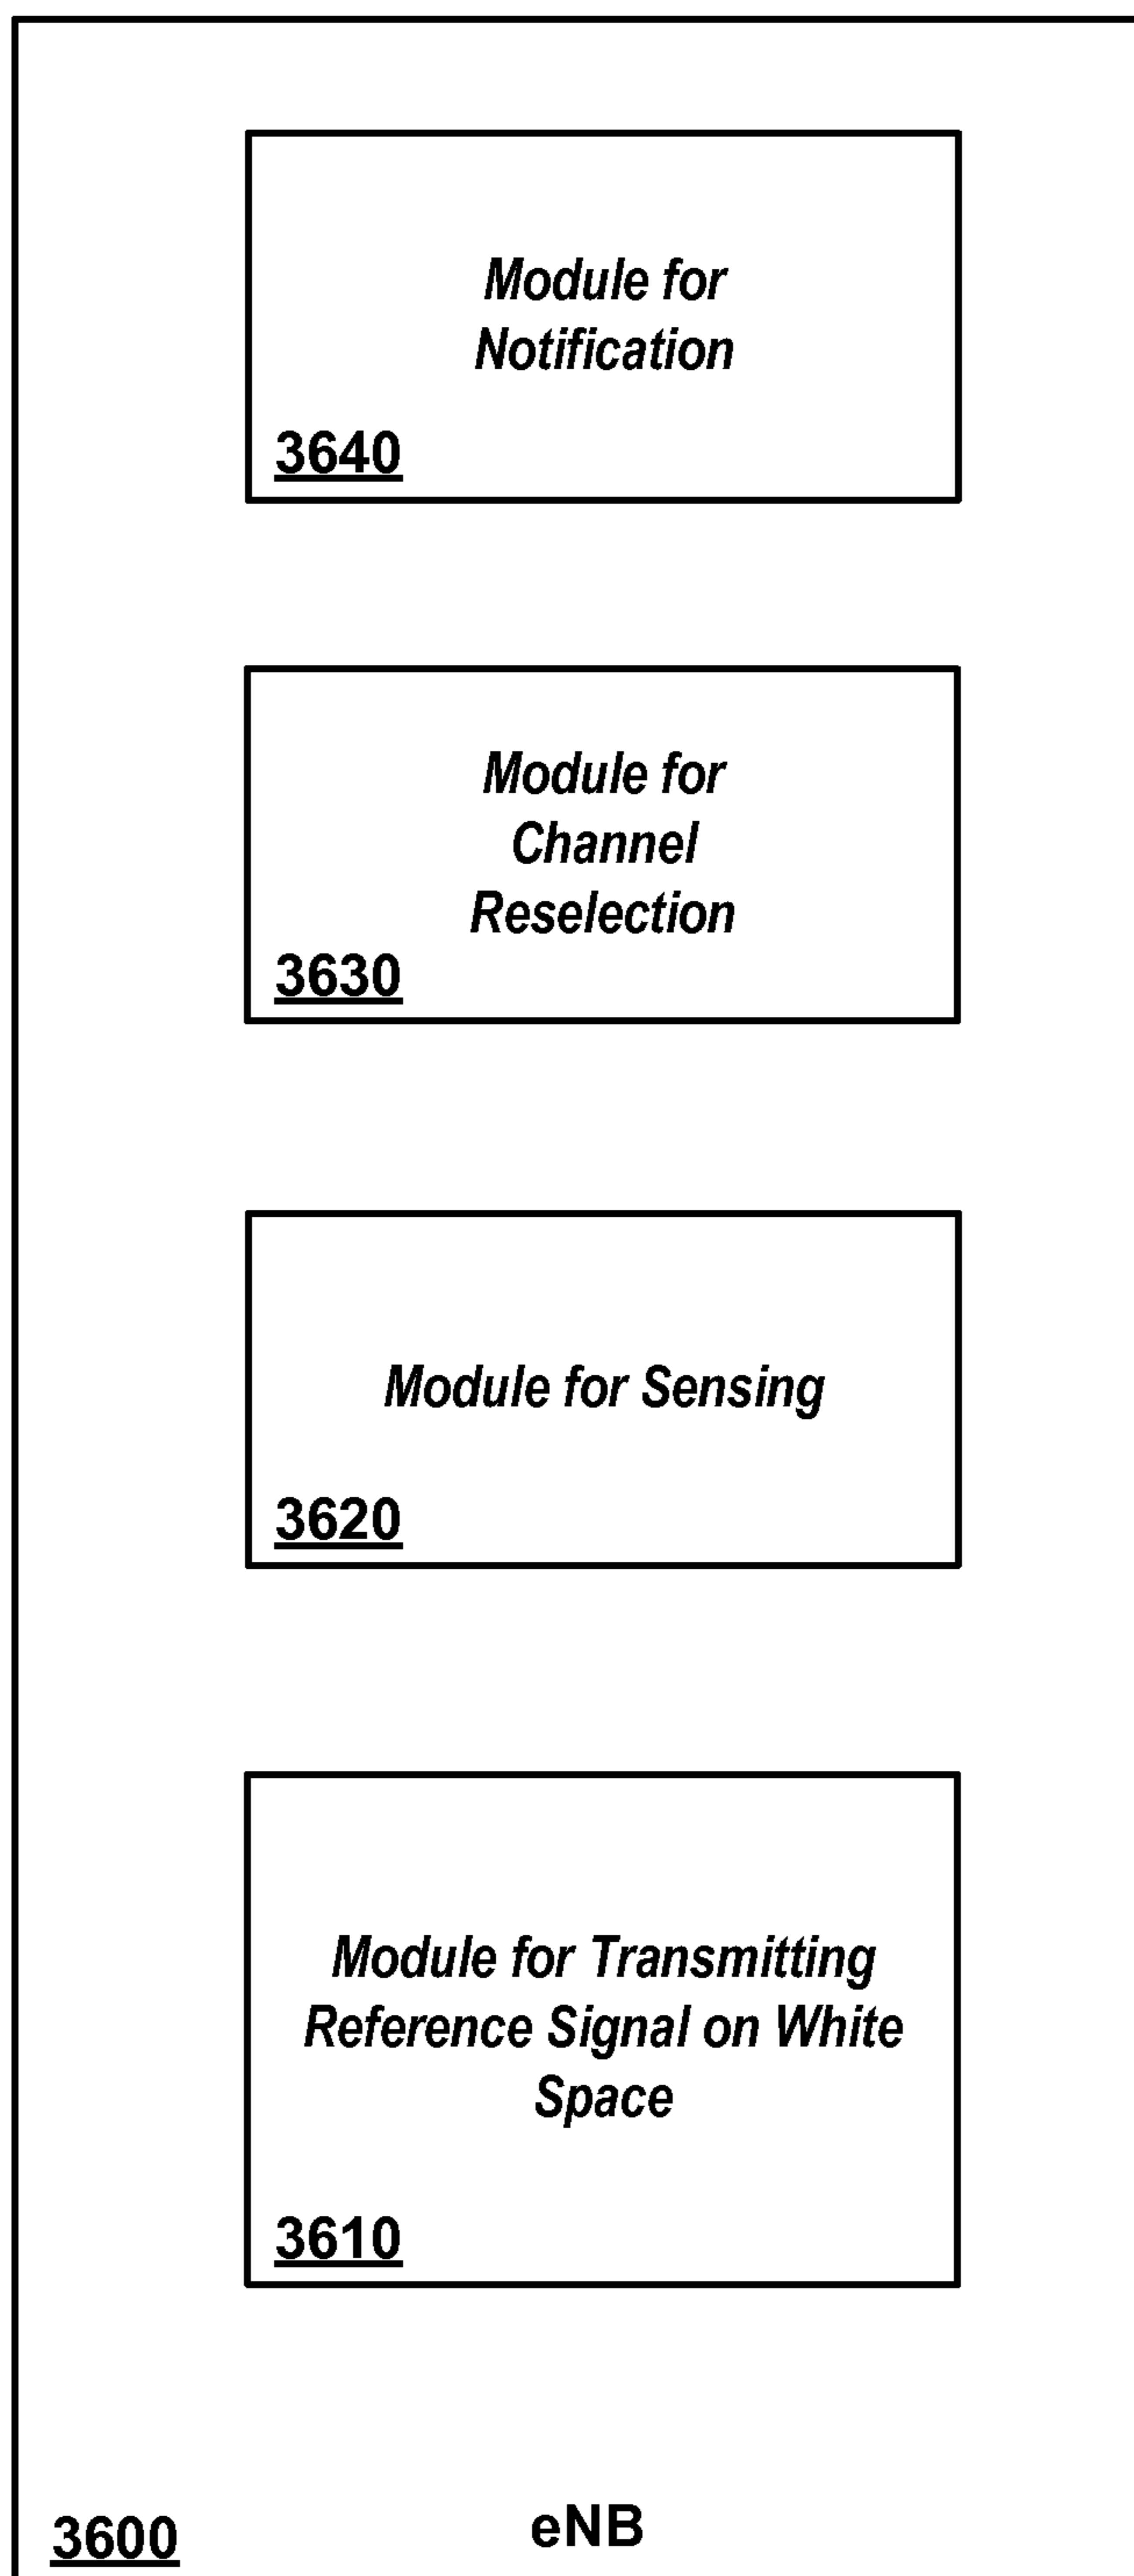 Module for
Notification
3640
Module for
Channel
Reselection
3630
Module for Sensing
3620
Module for Transmitting
Reference Signal on White
Space
3610
3600
eNB